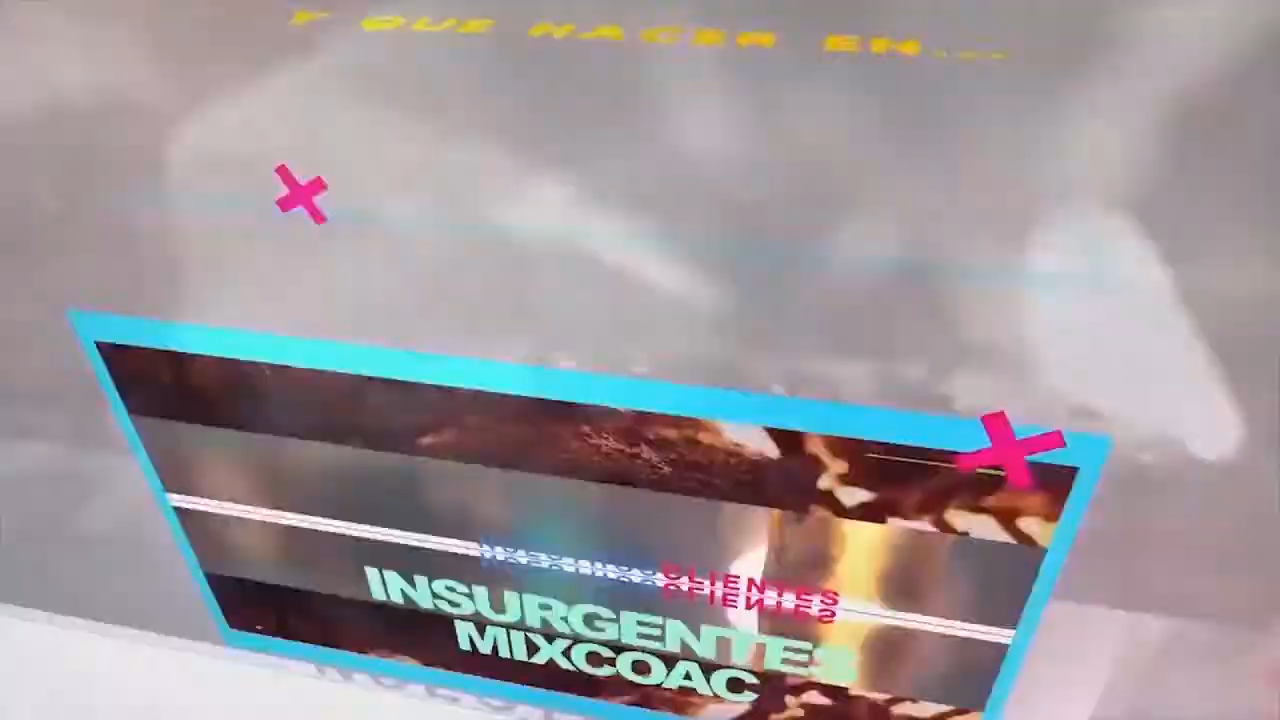 Y QUE HACER EN...
CLIENTES
INSURGENTES
MIXCOAC